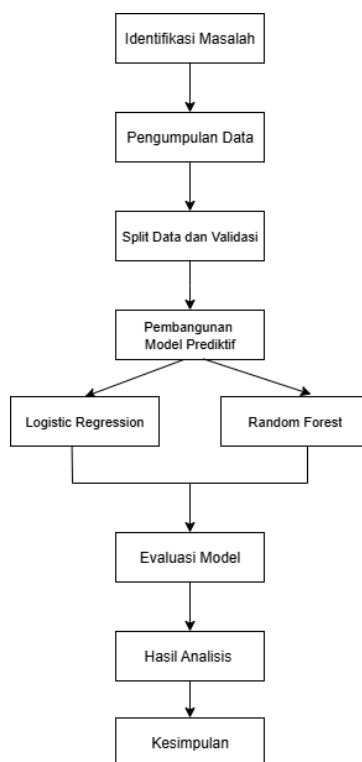 Identifikasi Masalah
Pengumpulan Data
Split Data dan Validasi
Pembangunan
Model Prediktif
Logistic Regression
Random Forest
Evaluasi Model
Hasil Analisis
Kesimpulan